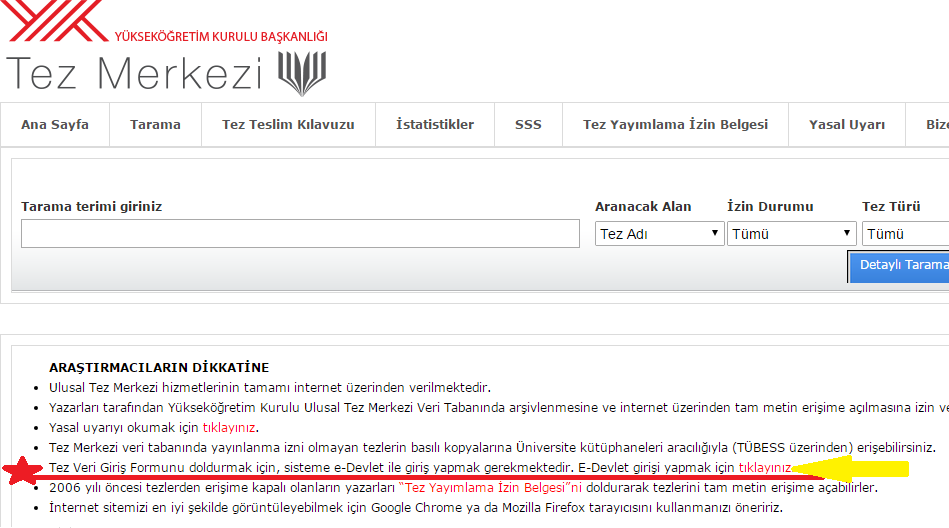 YÜKSEKÖĞRETİM KURULU BAŞKANLIĞI
Tez Merkezi
Ana Sayfa Tarama Tez Teslim Kılavuzu İstatistikler SSS Tez Yayımlama İzin Belgesi Yasal Uyarı
Tarama terimi giriniz Aranacak Alan İzin Durumu Tez Türü
Tez Adı Tümü Tümü
Detaylı Tarama
ARAŞTIRMACILARIN DİKKATİNE
Ulusal Tez Merkezi hizmetlerinin tamamı internet üzerinden verilmektedir.
Yazarları tarafından Yükseköğretim Kurulu Ulusal Tez Merkezi Veri Tabanında arşivlenmesine ve internet üzerinden tam metin erişime açılmasına izin
Yasal uyarıyı okumak için tıklayınız.
Tez Merkezi veri tabanında yayınlanma izni olmayan tezlerin basılı kopyalarına Üniversite kütüphaneleri aracılığıyla (TÜBESS üzerinden) erişebilirsiniz.
Tez Veri Giriş Formunu doldurmak için, sisteme e-Devlet ile giriş yapmak gerekmektedir. E-Devlet girişi yapmak için tıklayınız.
2006 yılı öncesi tezlerden erişime kapalı olanların yazarları “Tez Yayımlama İzin Belgesi”ni doldurarak tezlerini tam metin erişime açabilirler.
İnternet sitemizi en iyi şekilde görüntüleyebilmek için Google Chrome ya da Mozilla Firefox tarayıcısını kullanmanızı öneririz.